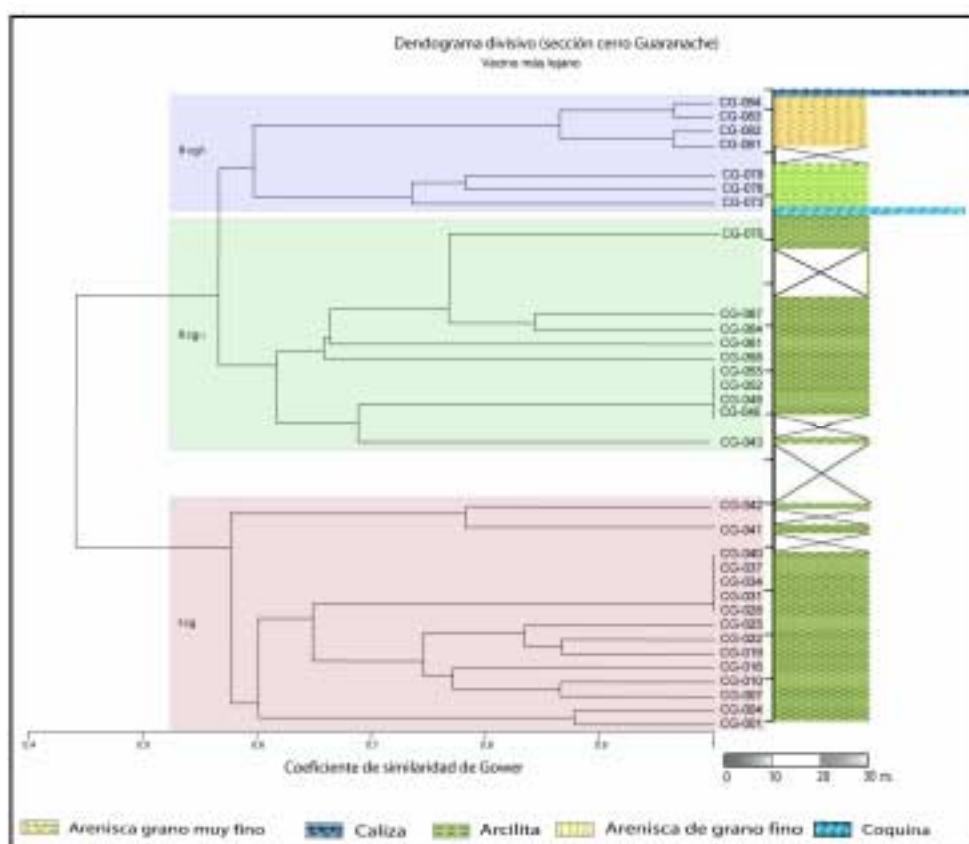 Dendograma divisivo (sección cerro Guaranache)
Vecino más lejano
CG-084
CG-083
CG-082
CG-081
CG-079
CG-076
CG-073
CG-070
CG-067
CG-064
CG-061
CG-058
CG-055
CG-052
CG-049
CG-046
CG-043
CG-042
CG-041
CG-040
CG-037
CG-034
CG-031
CG-028
CG-025
CG-022
CG-019
CG-016
CG-010
CG-007
CG-004
CG-001
0,4 0,5 0,6 0,7 0,8 0,9 1
Coeficiente de similaridad de Gower
0 10 20 30 m.
Arenisca grano muy fino Caliza Arcilita Arenisca de grano fino Coquina